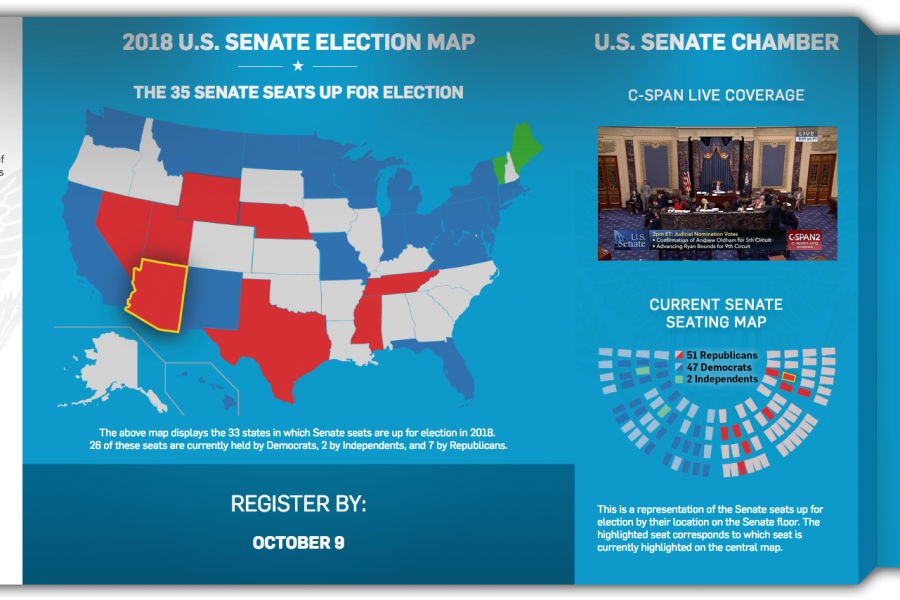 f
s
2018 U.S. SENATE ELECTION MAP
THE 35 SENATE SEATS UP FOR ELECTION
The above map displays the 33 states in which Senate seats are up for election in 2018.
26 of these seats are currently held by Democrats, 2 by Independents, and 7 by Republicans.
REGISTER BY:
OCTOBER 9
U.S. SENATE CHAMBER
C-SPAN LIVE COVERAGE
LIVE
U.S.
Senate
2pm ET: Judicial Nomination Votes
• Confirmation of Andrew Oldham for 5th Circuit
• Advancing Ryan Bounds for 9th Circuit
C-SPAN2
CURRENT SENATE
SEATING MAP
51 Republicans
47 Democrats
2 Independents
This is a representation of the Senate seats up for
election by their location on the Senate floor. The
highlighted seat corresponds to which seat is
currently highlighted on the central map.